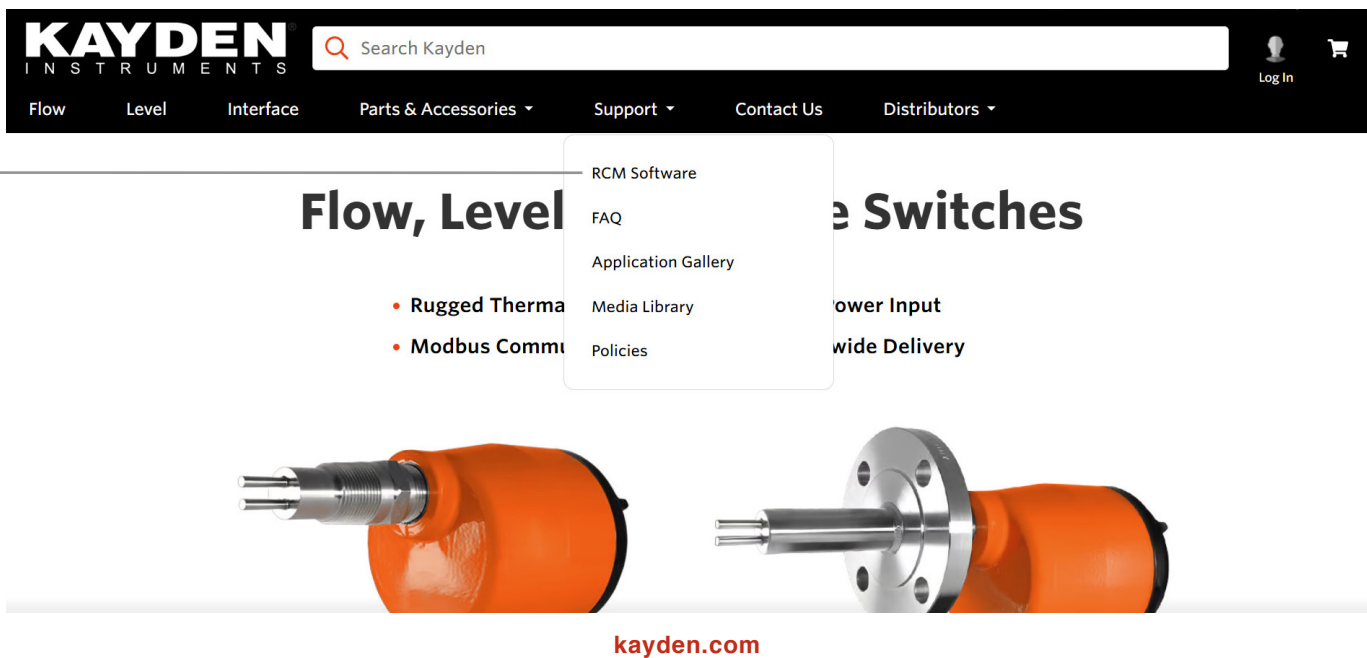 KAYDEN®
INSTRUMENTS
Search Kayden
Log In
Flow Level Interface Parts & Accessories Support Contact Us Distributors
RCM Software
Flow, Level e Switches
FAQ
Application Gallery
• Rugged Therma Media Library ower Input
• Modbus Commu Policies wide Delivery
kayden.com